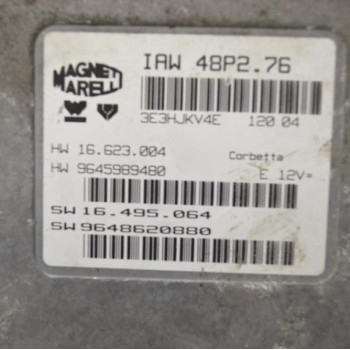 IAW 48P2.76
MAGNETI
MARELLI
3E3HJKV4E 120 04
HW 16.623.004 Corbetta
HW 9645989480 E 12V=
SW 16.495.064
SW 9648620880